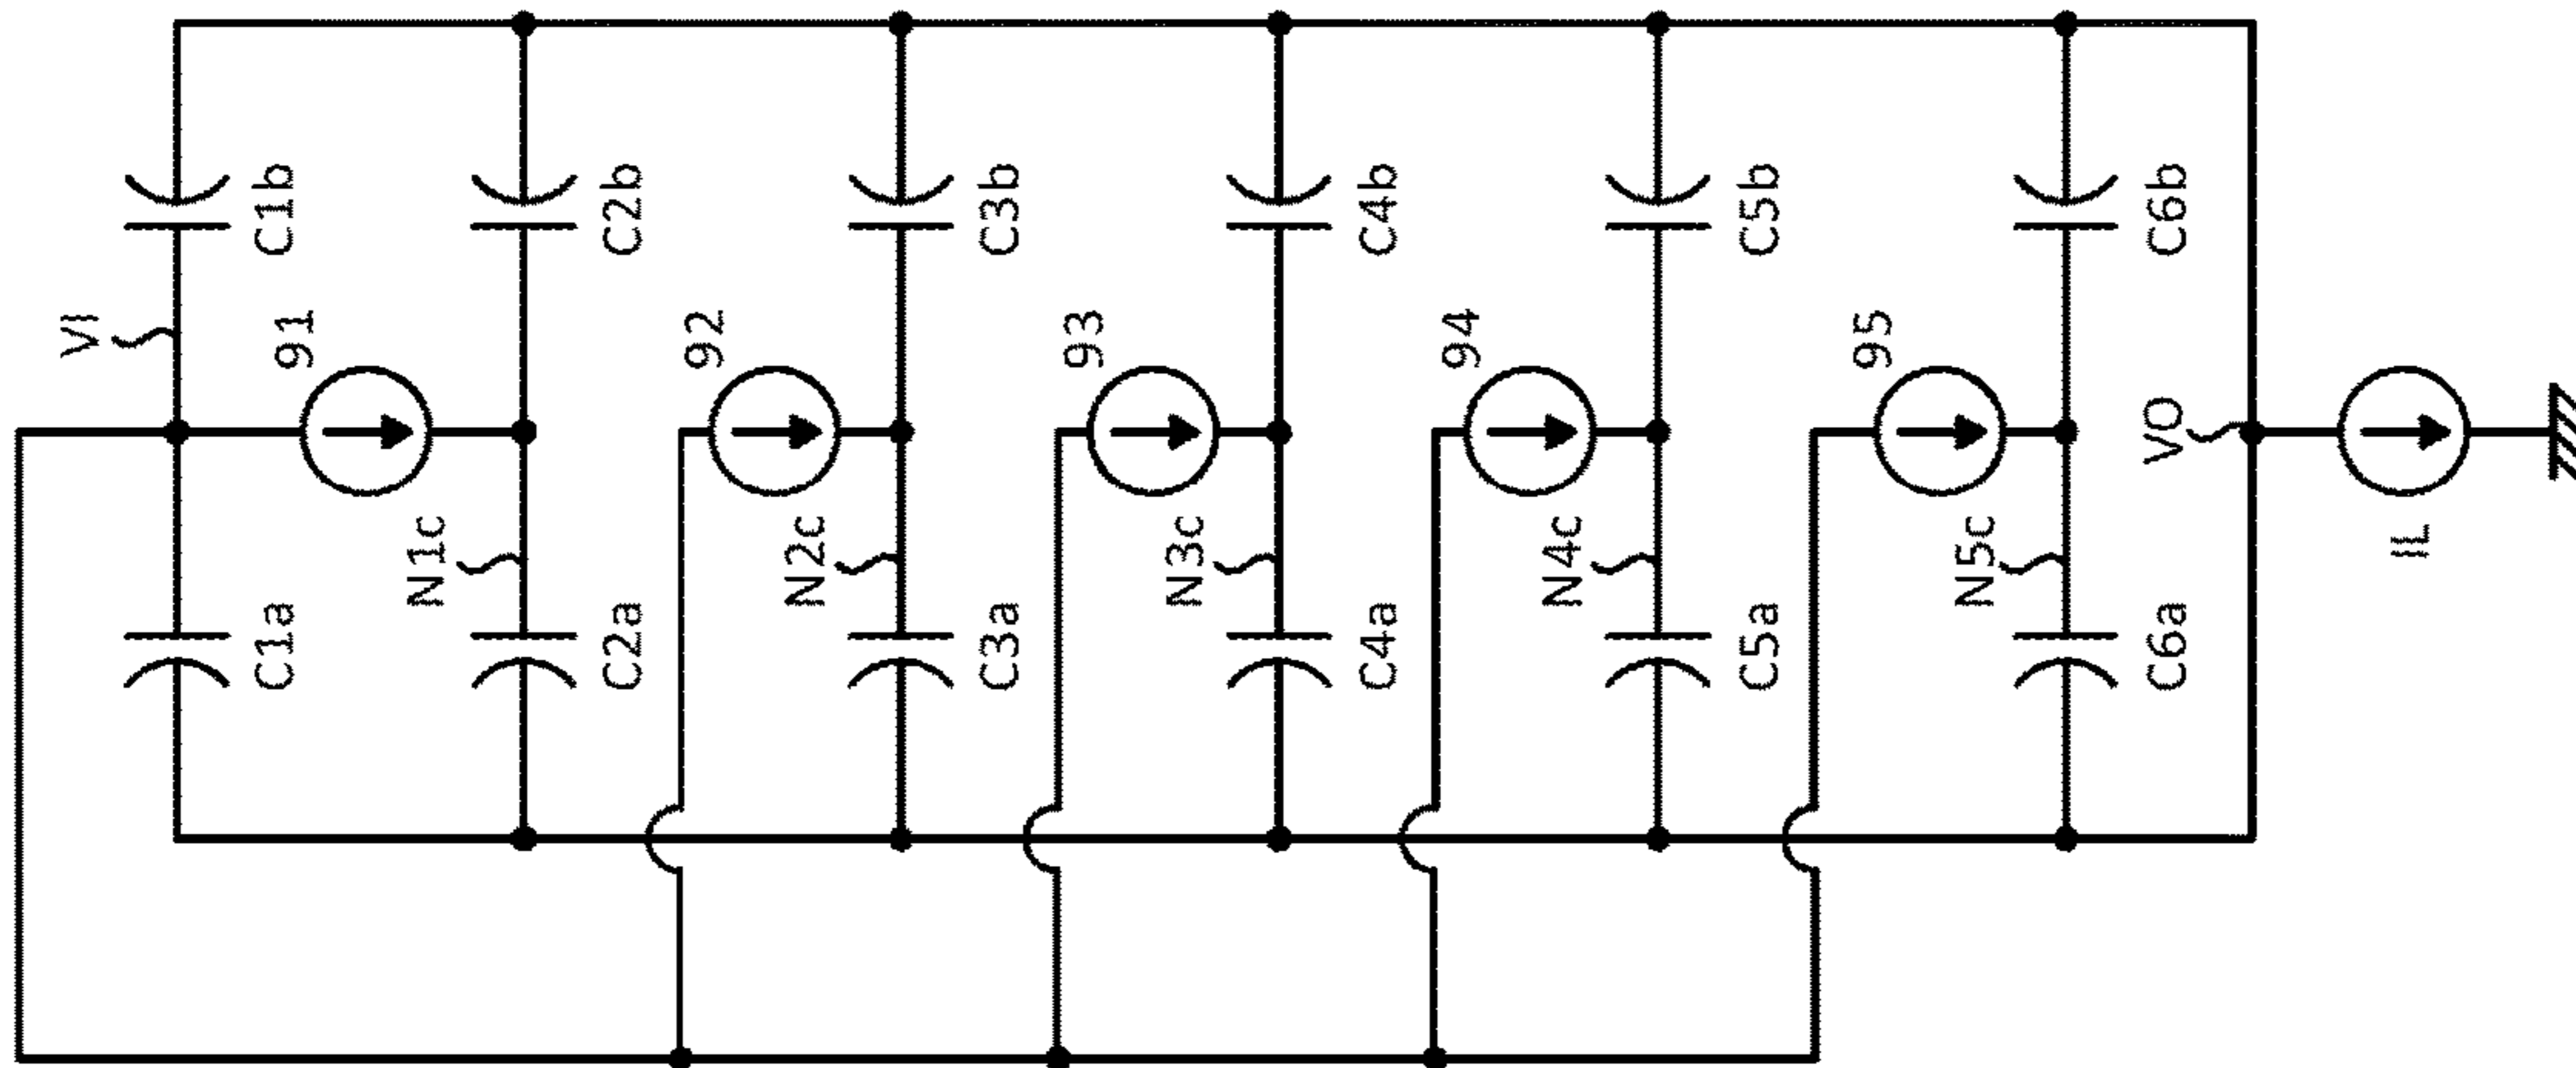 VI
C1a
C1b
91
N1c
C2a
C2b
92
N2c
C3a
C3b
93
N3c
C4a
C4b
94
N4c
C5a
C5b
95
N5c
C6a
C6b
VO
IL